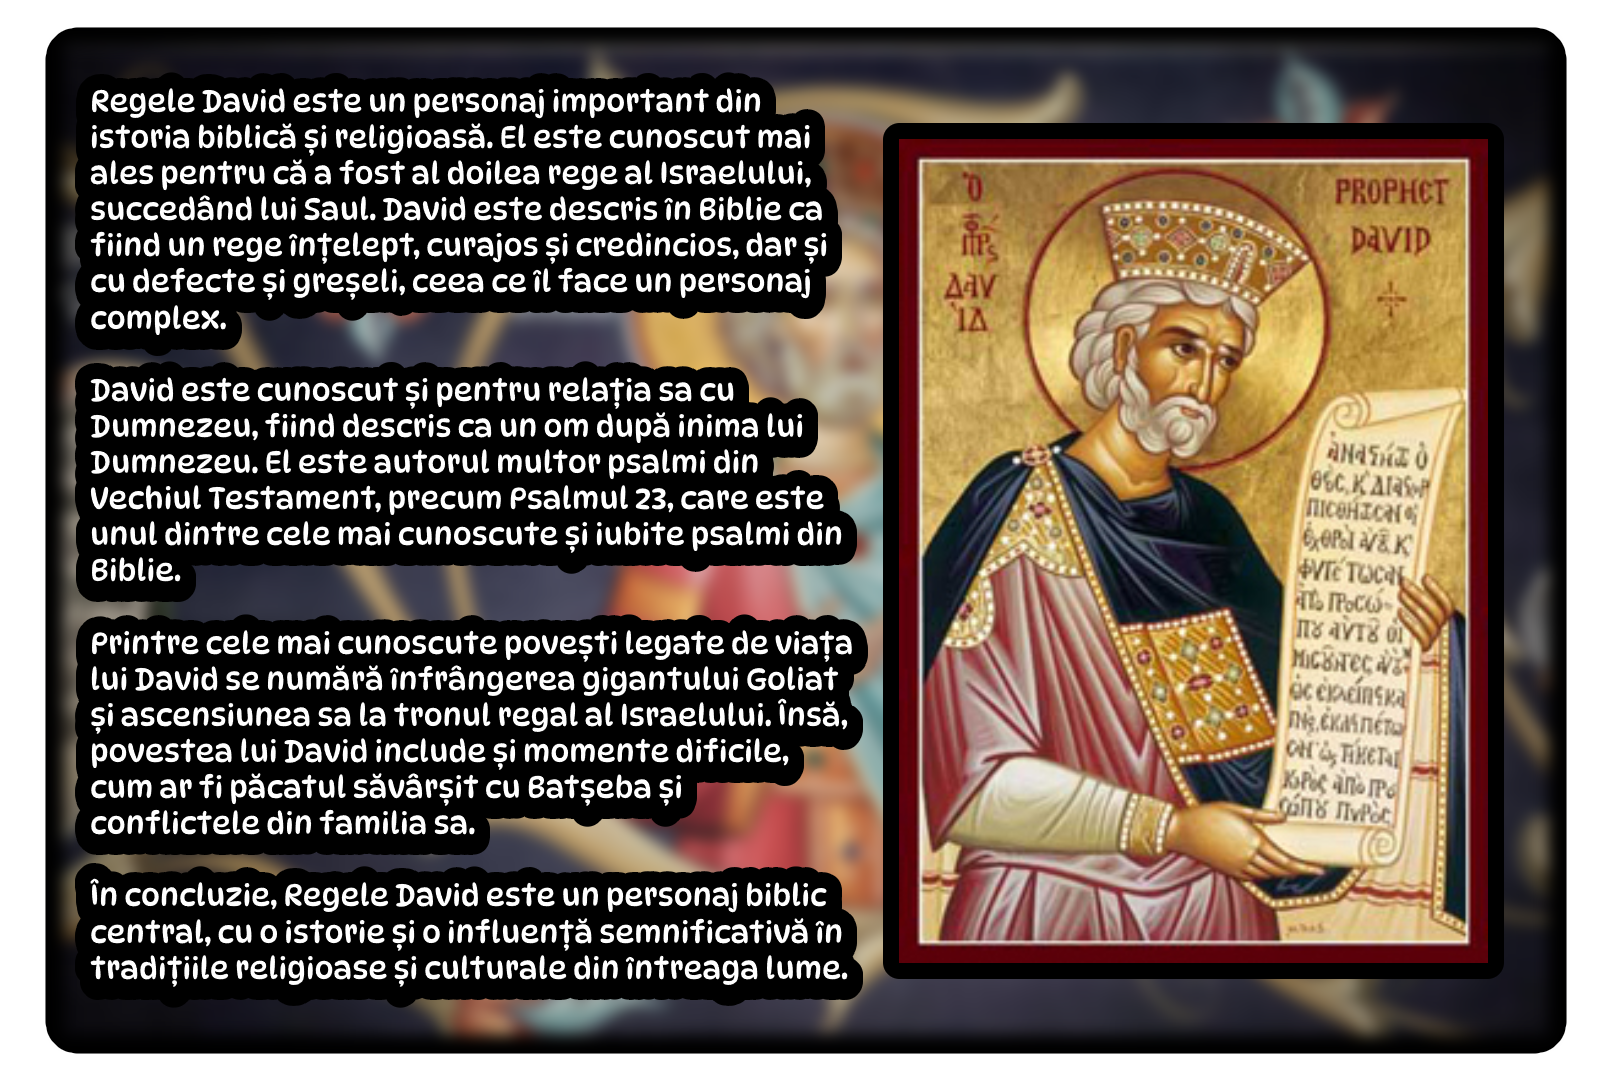 Regele David este un personaj important din
istoria biblică și religioasă. El este cunoscut mai
ales pentru că a fost al doilea rege al Israelului,
succedând lui Saul. David este descris în Biblie ca
fiind un rege înțelept, curajos și credincios, dar și
cu defecte și greșeli, ceea ce îl face un personaj
complex.
David este cunoscut și pentru relația sa cu
Dumnezeu, fiind descris ca un om după inima lui
Dumnezeu. El este autorul multor psalmi din
Vechiul Testament, precum Psalmul 23, care este
unul dintre cele mai cunoscute și iubite psalmi din
Biblie.
Printre cele mai cunoscute povești legate de viața
lui David se numără înfrângerea gigantului Goliat
și ascensiunea sa la tronul regal al Israelului. Însă,
povestea lui David include și momente dificile,
cum ar fi păcatul săvârșit cu Batșeba și
conflictele din familia sa.
În concluzie, Regele David este un personaj biblic
central, cu o istorie și o influență semnificativă în
tradițiile religioase și culturale din întreaga lume.
Ὁ
ΔΑΥ
ΊΔ
PROPHET
DAVID